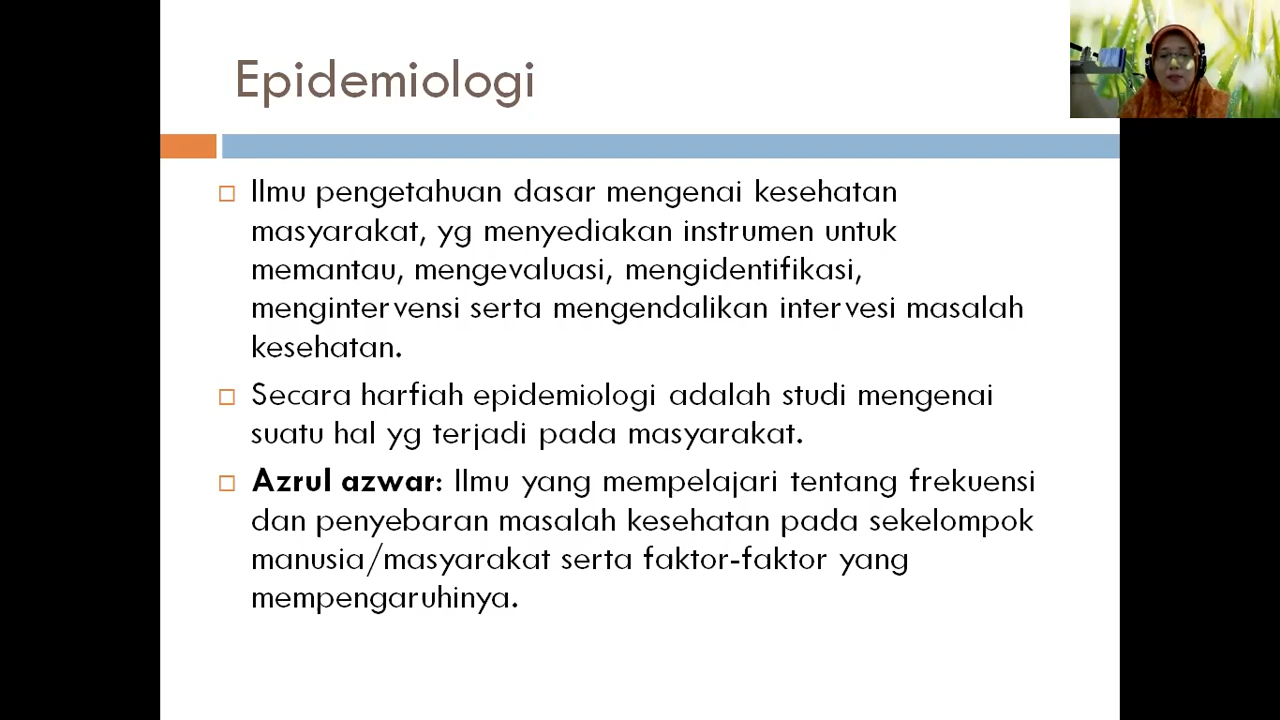 Epidemiologi
Ilmu pengetahuan dasar mengenai kesehatan
masyarakat, yg menyediakan instrumen untuk
memantau, mengevaluasi, mengidentifikasi,
mengintervensi serta mengendalikan intervesi masalah
kesehatan.
Secara harfiah epidemiologi adalah studi mengenai
suatu hal yg terjadi pada masyarakat.
Azrul azwar: Ilmu yang mempelajari tentang frekuensi
dan penyebaran masalah kesehatan pada sekelompok
manusia/masyarakat serta faktor-faktor yang
mempengaruhinya.